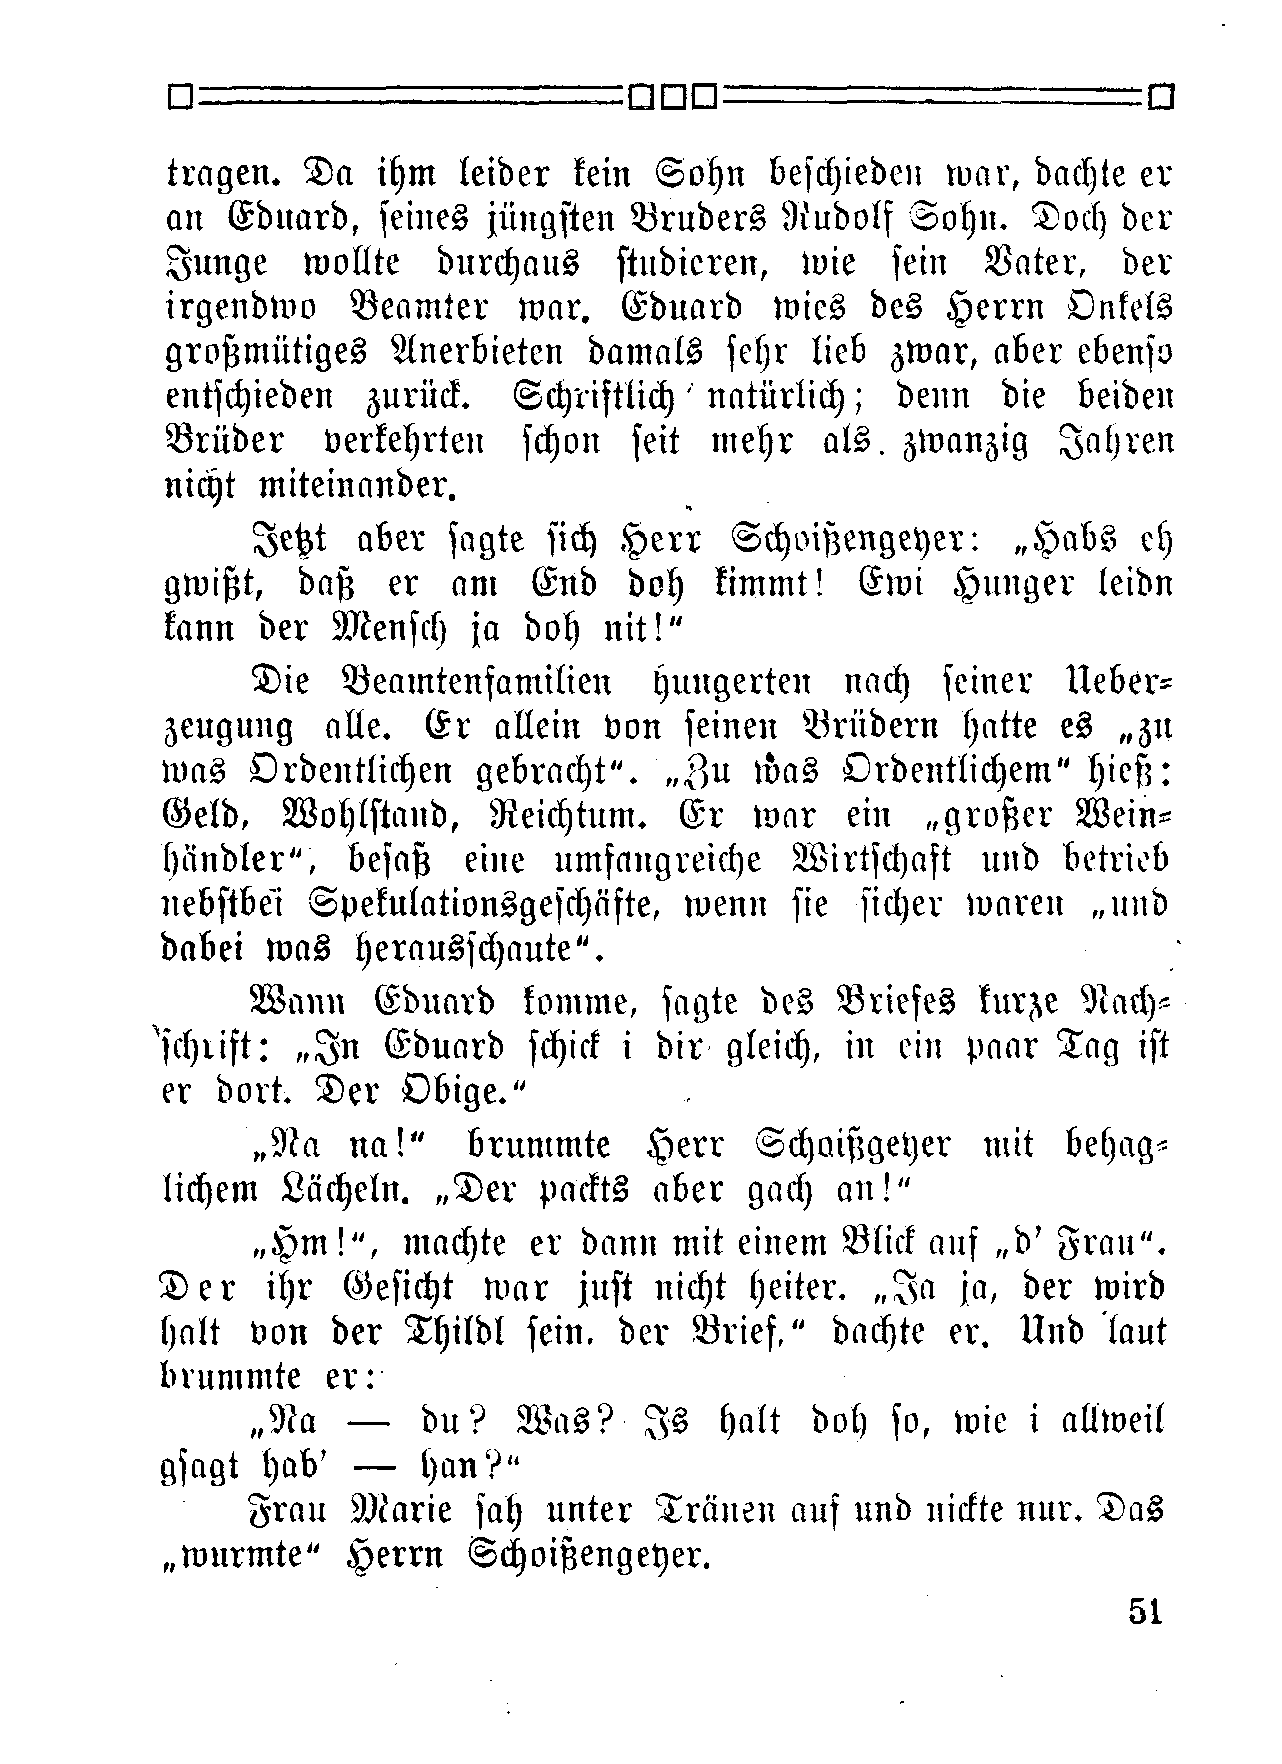 tragen. Da ihm leider kein Sohn beschieden war, dachte er
an Eduard, seines jüngsten Bruders Rudolf Sohn. Doch der
Junge wollte durchaus studieren, wie sein Vater, der
irgendwo Beamter war. Eduard wies des Herrn Onkels
großmütiges Anerbieten damals sehr lieb zwar, aber ebenso
entschieden zurück. Schriftlich natürlich; denn die beiden
Brüder verkehrten schon seit mehr als zwanzig Jahren
nicht miteinander.
Jetzt aber sagte sich Herr Schoißengeyer: „Habs eh
gwißt, daß er am End doh kimmt! Ewi Hunger leidn
kann der Mensch ja doh nit!“
Die Beamtenfamilien hungerten nach seiner Ueber-
zeugung alle. Er allein von seinen Brüdern hatte es „zu
was Ordentlichen gebracht“. „Zu was Ordentlichem“ hieß:
Geld, Wohlstand, Reichtum. Er war ein „großer Wein-
händler“, besaß eine umfangreiche Wirtschaft und betrieb
nebstbei Spekulationsgeschäfte, wenn sie sicher waren „und
dabei was herausschaute“.
Wann Eduard komme, sagte des Briefes kurze Nach-
schrift: „In Eduard schick i dir gleich, in ein paar Tag ist
er dort. Der Obige.“
„Na na!“ brummte Herr Schoißgeyer mit behag-
lichem Lächeln. „Der packts aber gach an!“
„Hm!“, machte er dann mit einem Blick auf „d' Frau“.
Der ihr Gesicht war just nicht heiter. „Ja ja, der wird
halt von der Thildl sein, der Brief,“ dachte er. Und laut
brummte er:
„Na — du? Was? Is halt doh so, wie i allweil
gsagt hab' — han?“
Frau Marie sah unter Tränen auf und nickte nur. Das
„wurmte“ Herrn Schoißengeyer.
51